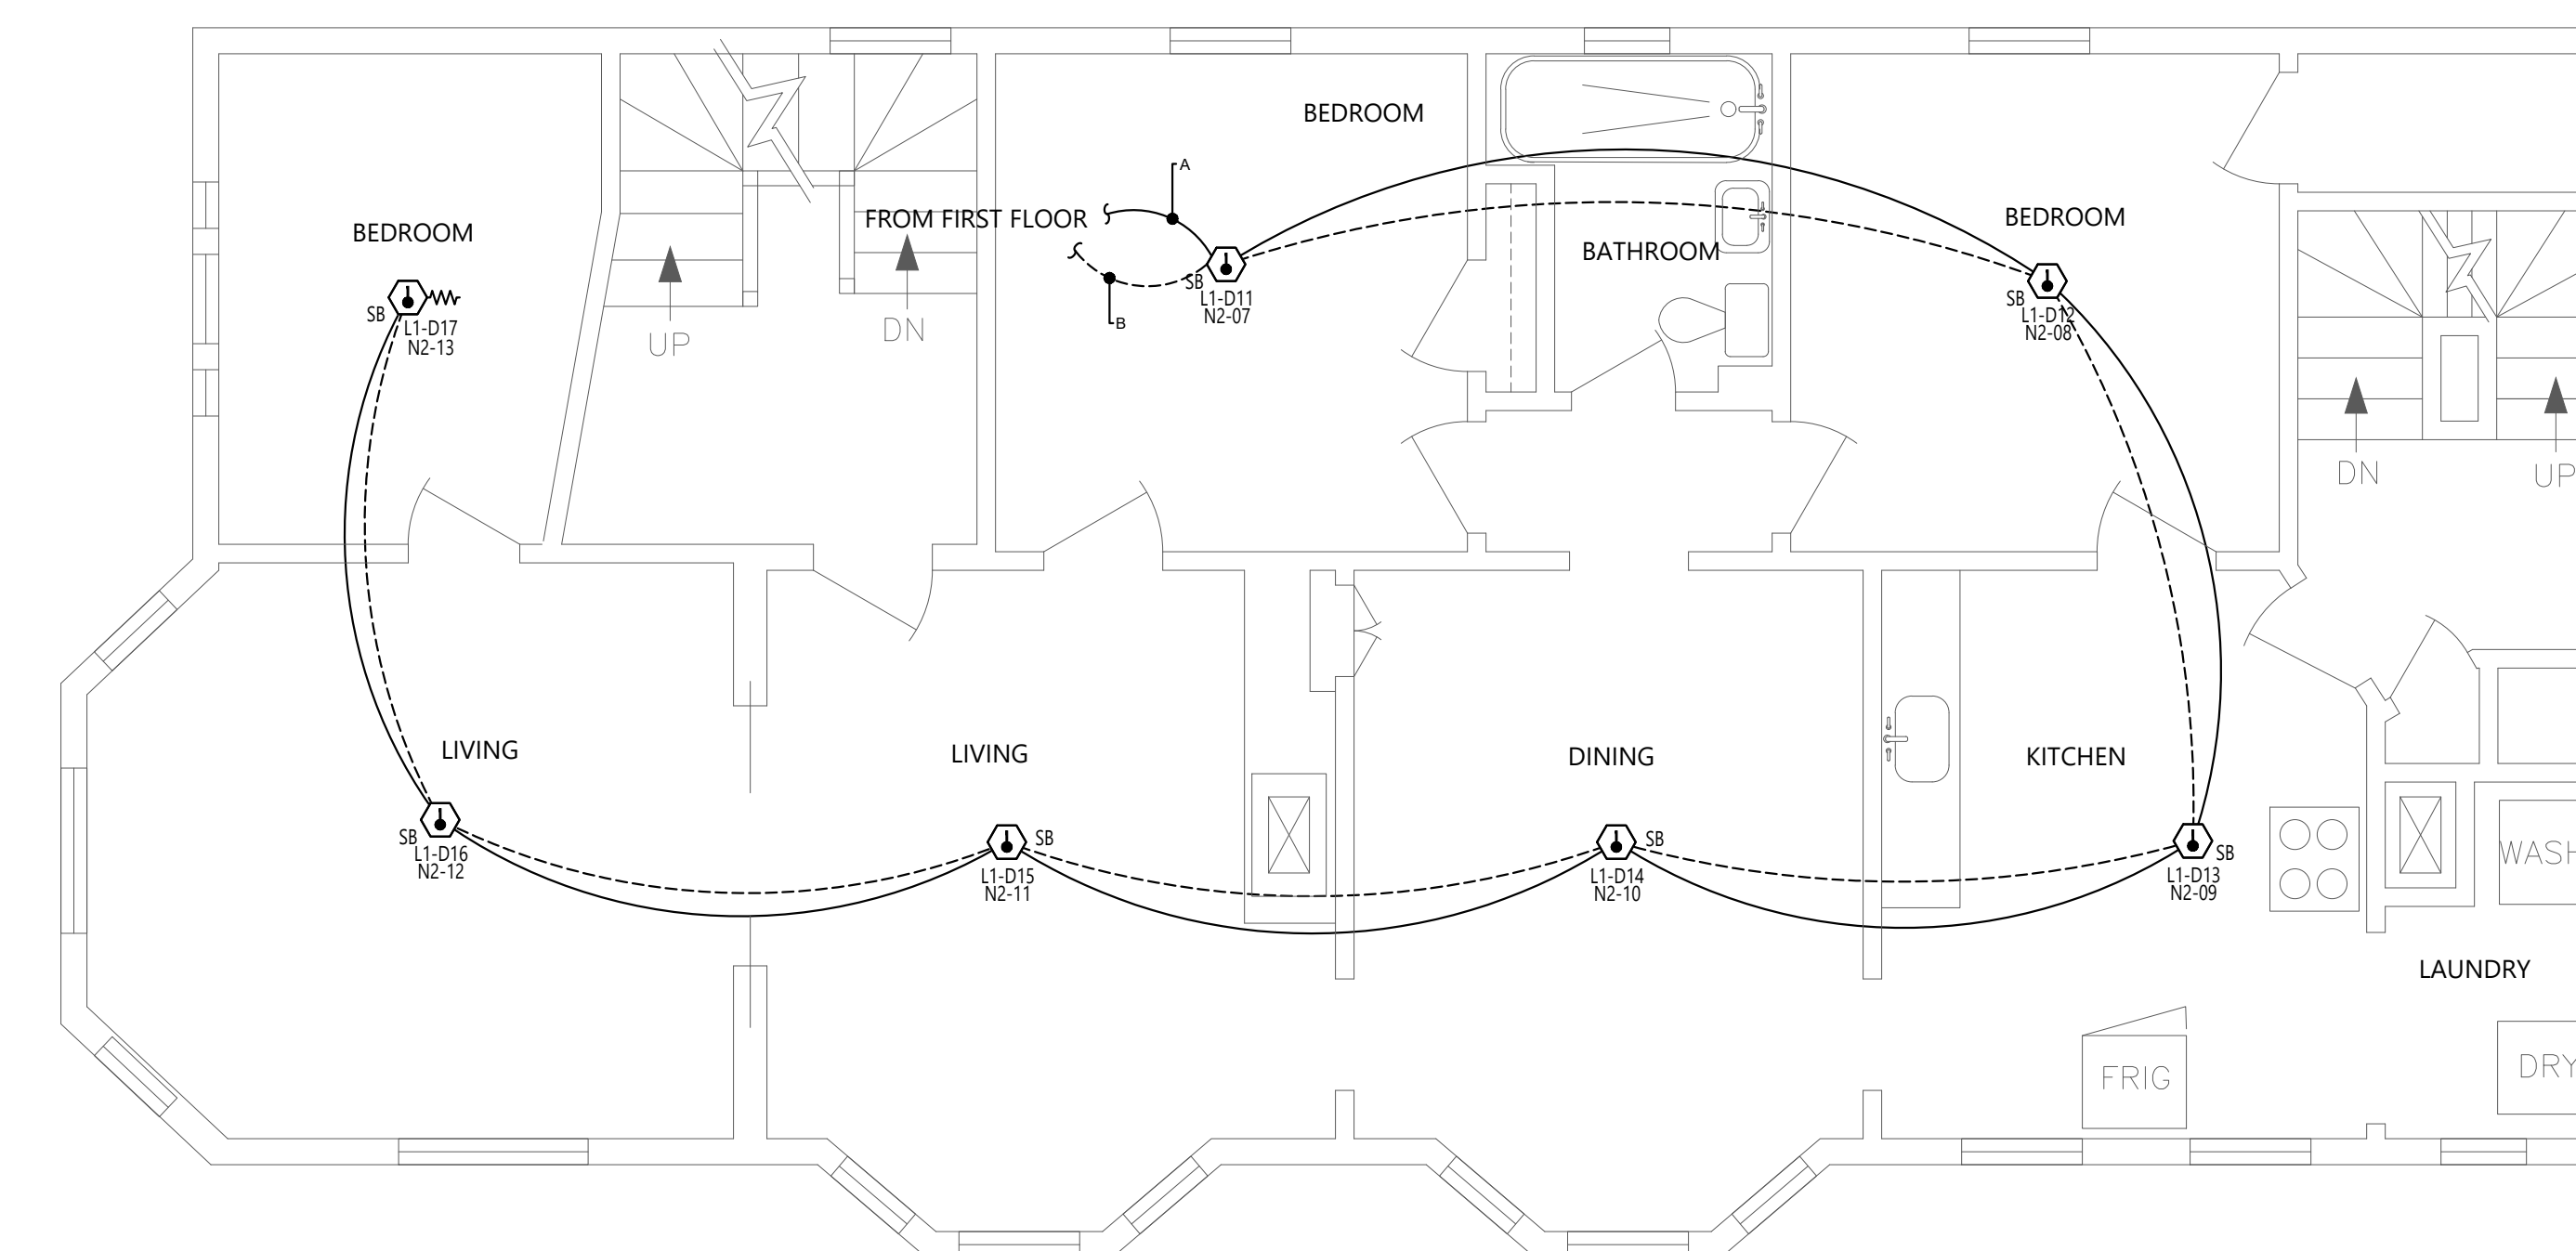 BEDROOM
A
BEDROOM
FROM FIRST FLOOR
BEDROOM
BATHROOM
SB
L1-D11
N2-07
B
SB
L1-D12
N2-08
SB
L1-D17
N2-13
UP
DN
DN
UP
LIVING
LIVING
DINING
KITCHEN
SB
L1-D16
N2-12
SB
L1-D15
N2-11
SB
L1-D14
N2-10
SB
L1-D13
N2-09
WASH
LAUNDRY
FRIG
DRY